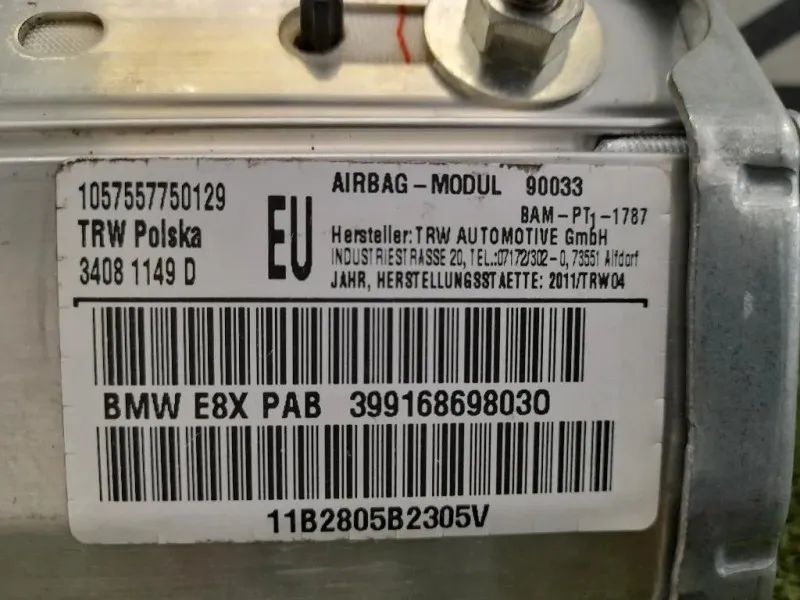 1057557750129
TRW Polska
3408 1149 D
EU
AIRBAG-MODUL 90033
BAM-PT1-1787
Hersteller: TRW AUTOMOTIVE GmbH
INDUSTRIESTRASSE 20, TEL.:07172/302-0, 73551 Alfdorf
JAHR, HERSTELLUNGSSTAETTE: 2011/TRW04
BMW E8X PAB 399168698030
11B2805B2305V